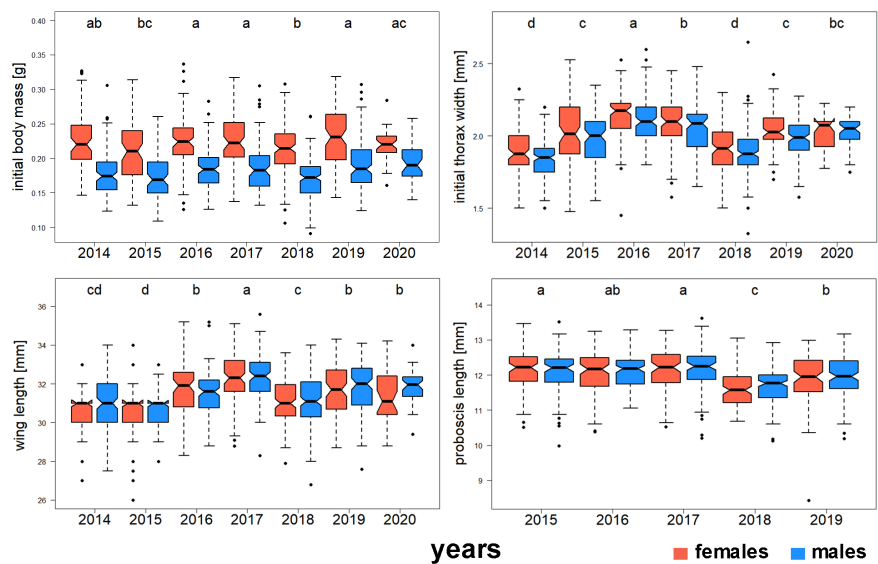 ab bc a a b a ac
initial body mass [g]
0.40
0.35
0.30
0.25
0.20
0.15
0.10
2014 2015 2016 2017 2018 2019 2020
d c a b d c bc
initial thorax width [mm]
2.5
2.0
1.5
2014 2015 2016 2017 2018 2019 2020
cd d b a c b b
wing length [mm]
36
34
32
30
28
26
2014 2015 2016 2017 2018 2019 2020
a ab a c b
proboscis length [mm]
14
13
12
11
10
9
2015 2016 2017 2018 2019
years
females males